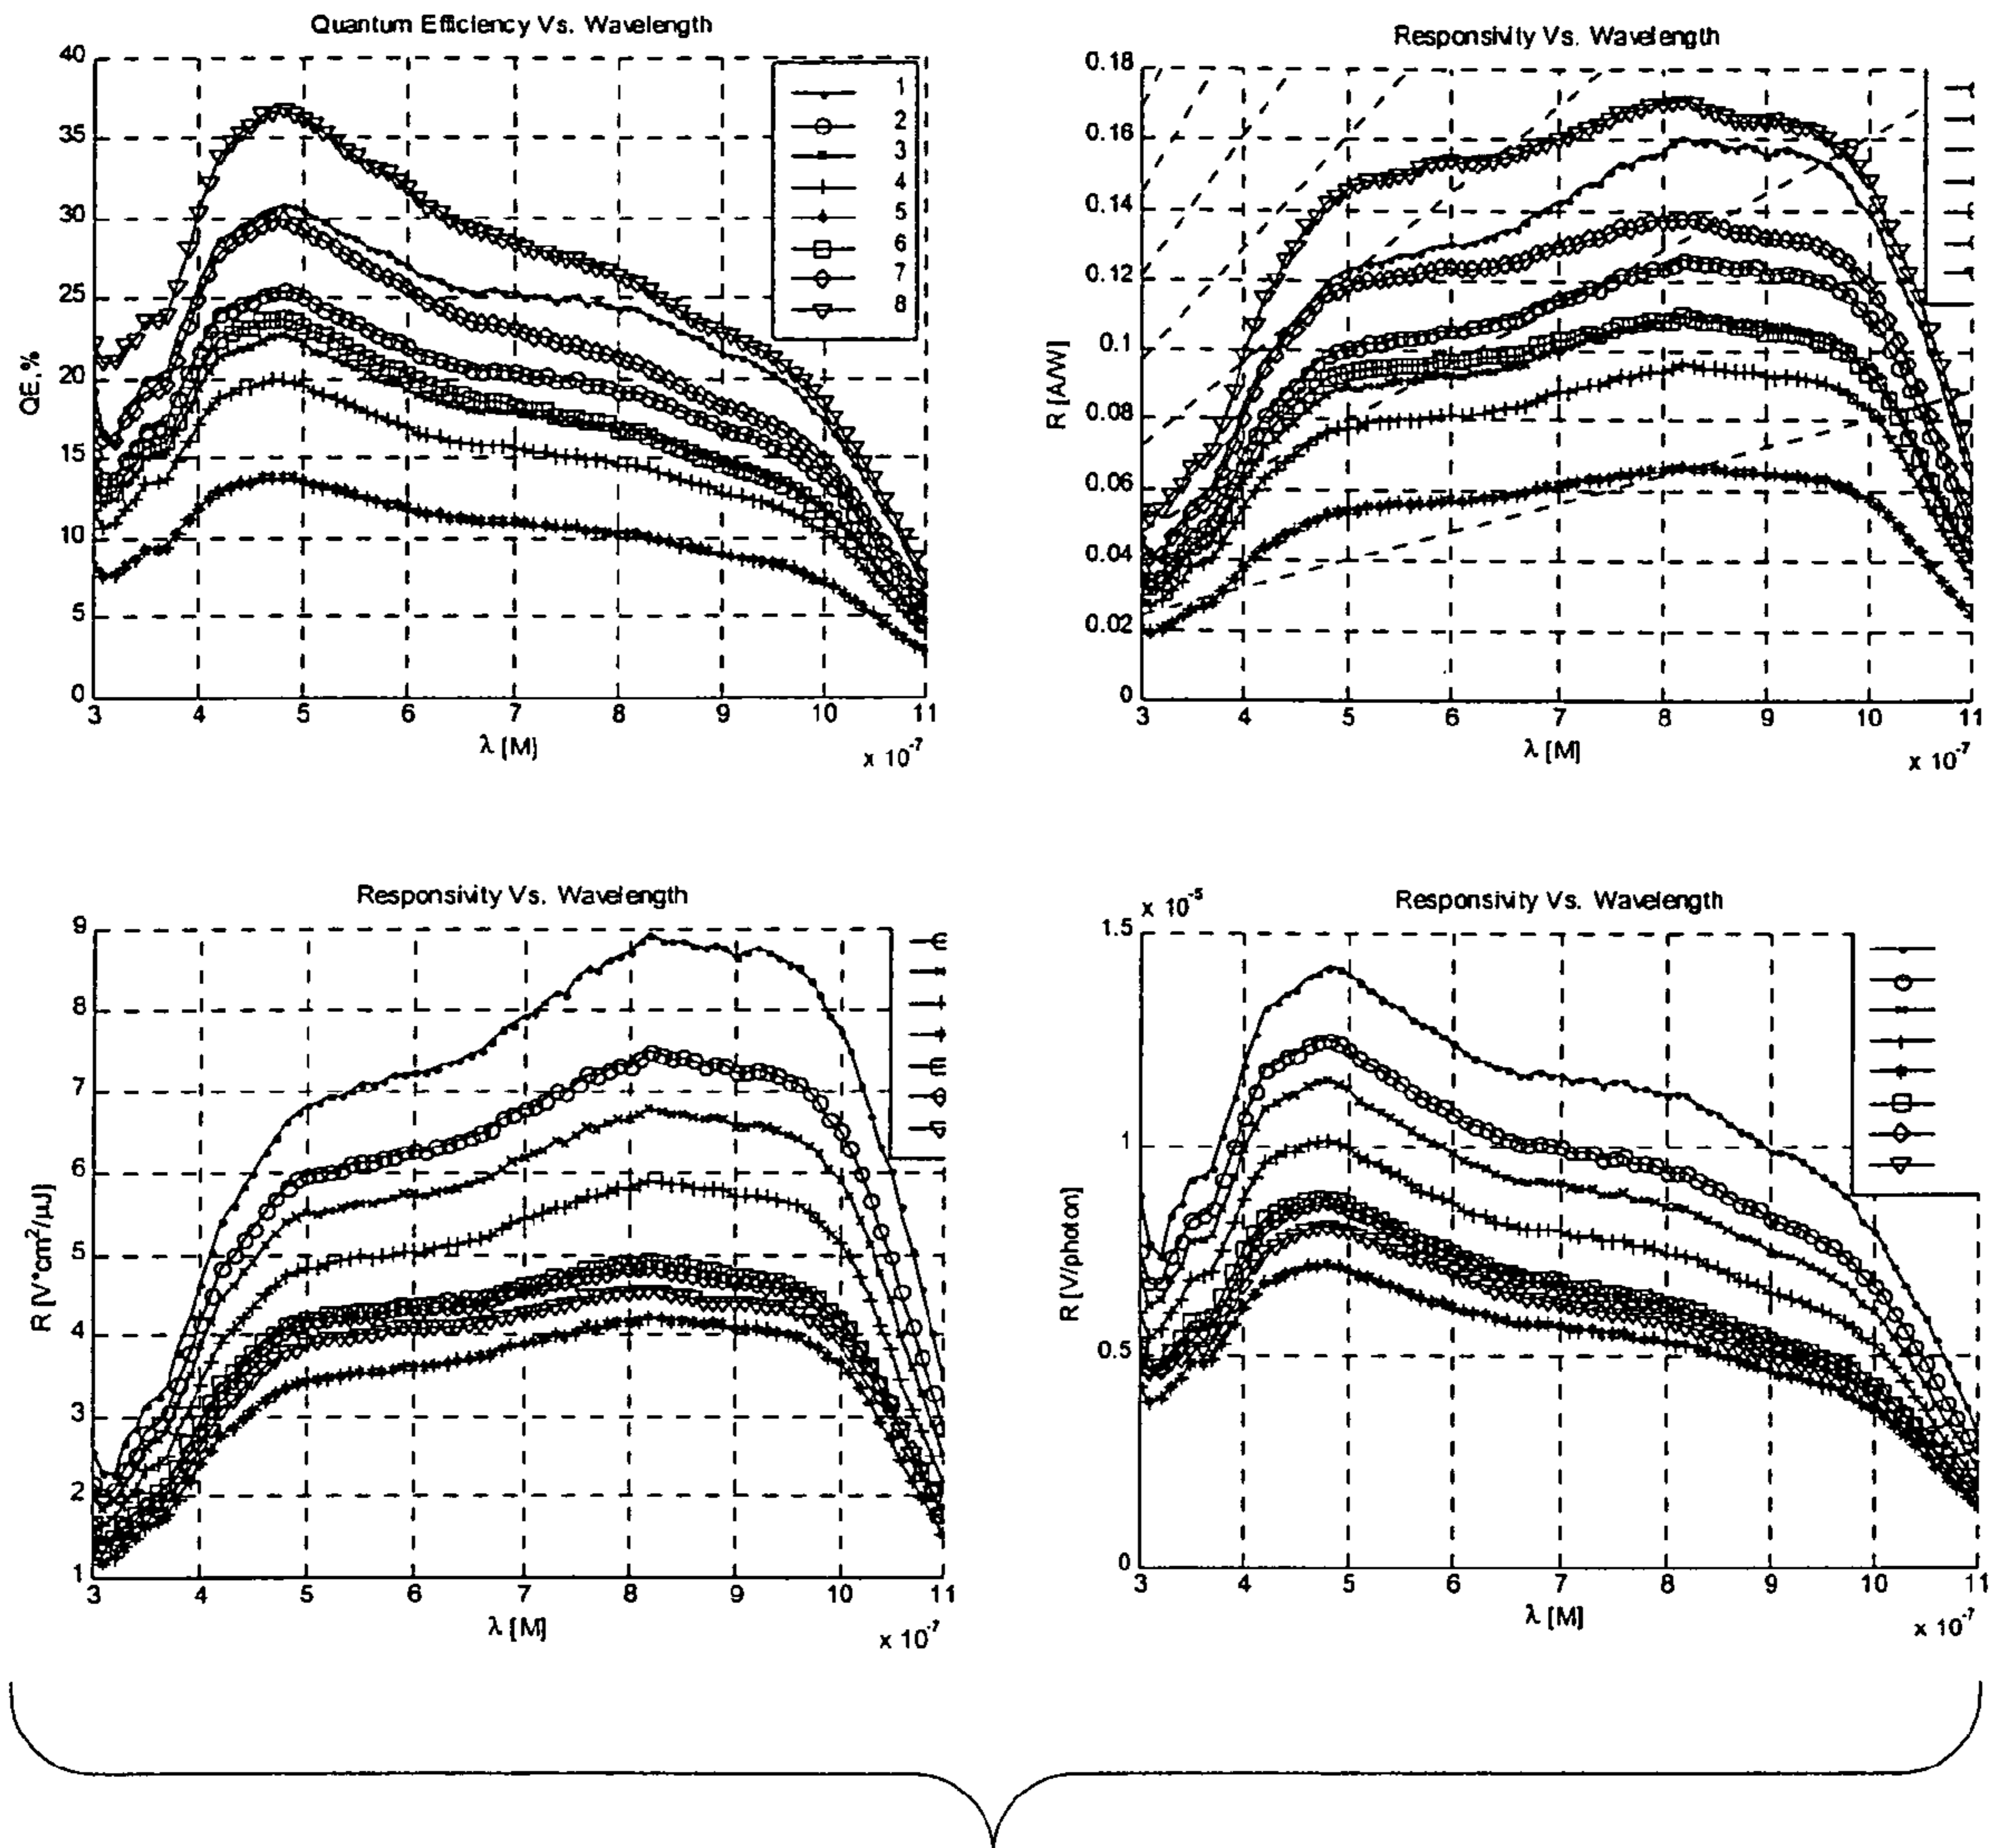 Quantum Efficiency Vs. Wavelength
40
35
30
25
20
15
10
5
0
QE, %
1
2
3
4
5
6
7
8
3 4 5 6 7 8 9 10 11
λ [M]
x 10⁻⁷
Responsivity Vs. Wavelength
0.18
0.16
0.14
0.12
0.1
0.08
0.06
0.04
0.02
0
R [A/W]
3 4 5 6 7 8 9 10 11
λ [M]
x 10⁻⁷
Responsivity Vs. Wavelength
9
8
7
6
5
4
3
2
1
R [V*cm²/μJ]
3 4 5 6 7 8 9 10 11
λ [M]
x 10⁻⁷
Responsivity Vs. Wavelength
x 10⁻⁵
1.5
1
0.5
0
R [V/photon]
3 4 5 6 7 8 9 10 11
λ [M]
x 10⁻⁷